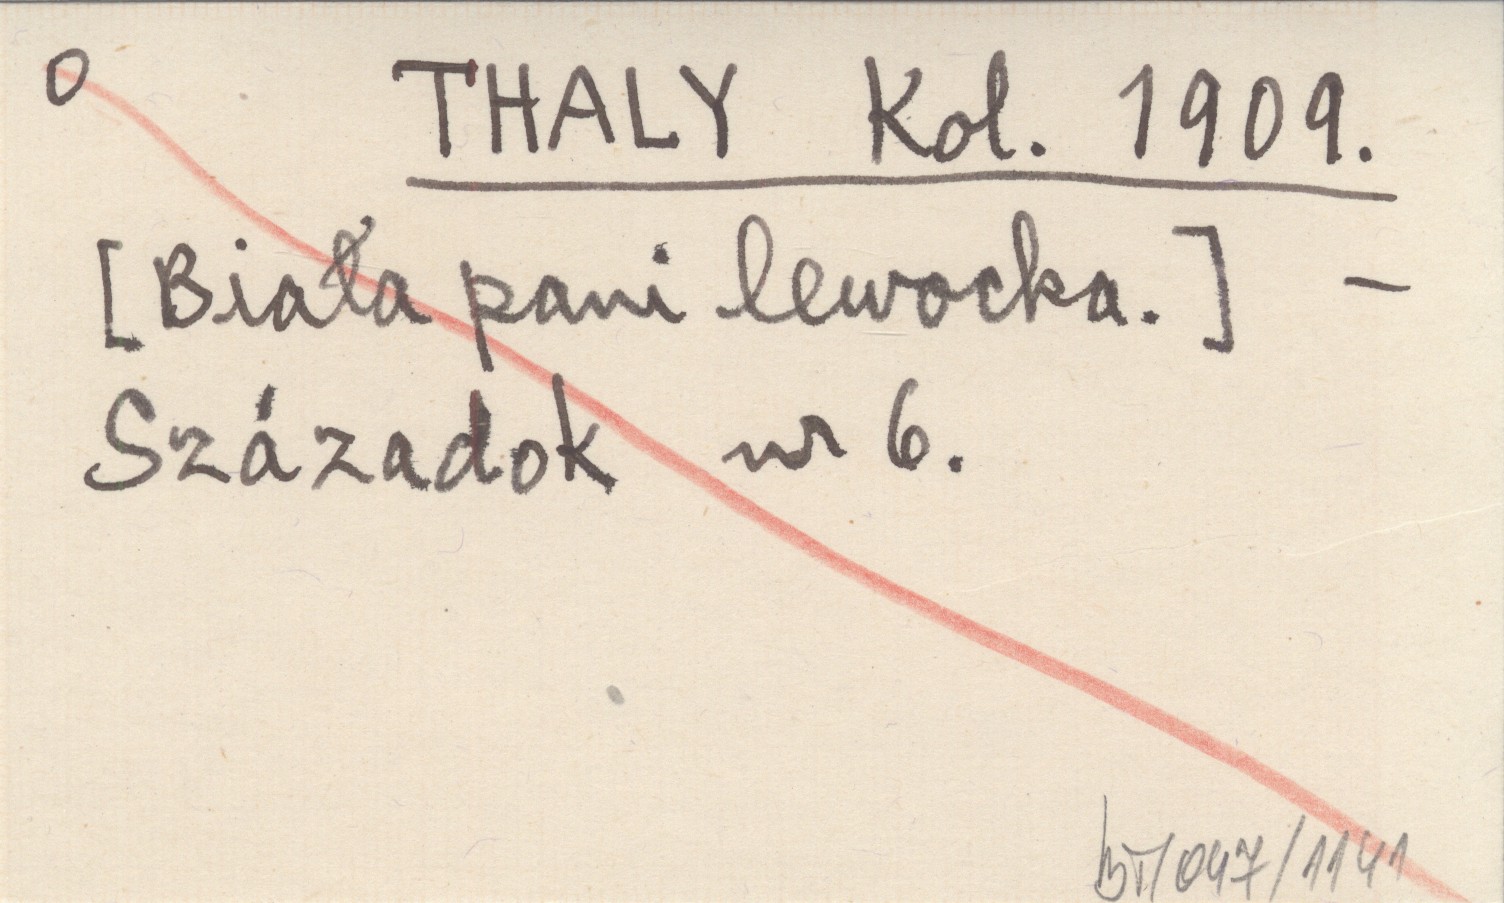 O THALY Kol. 1909.
[Biała pani lewocka.] –
Századok nr 6.
BT/047/1141